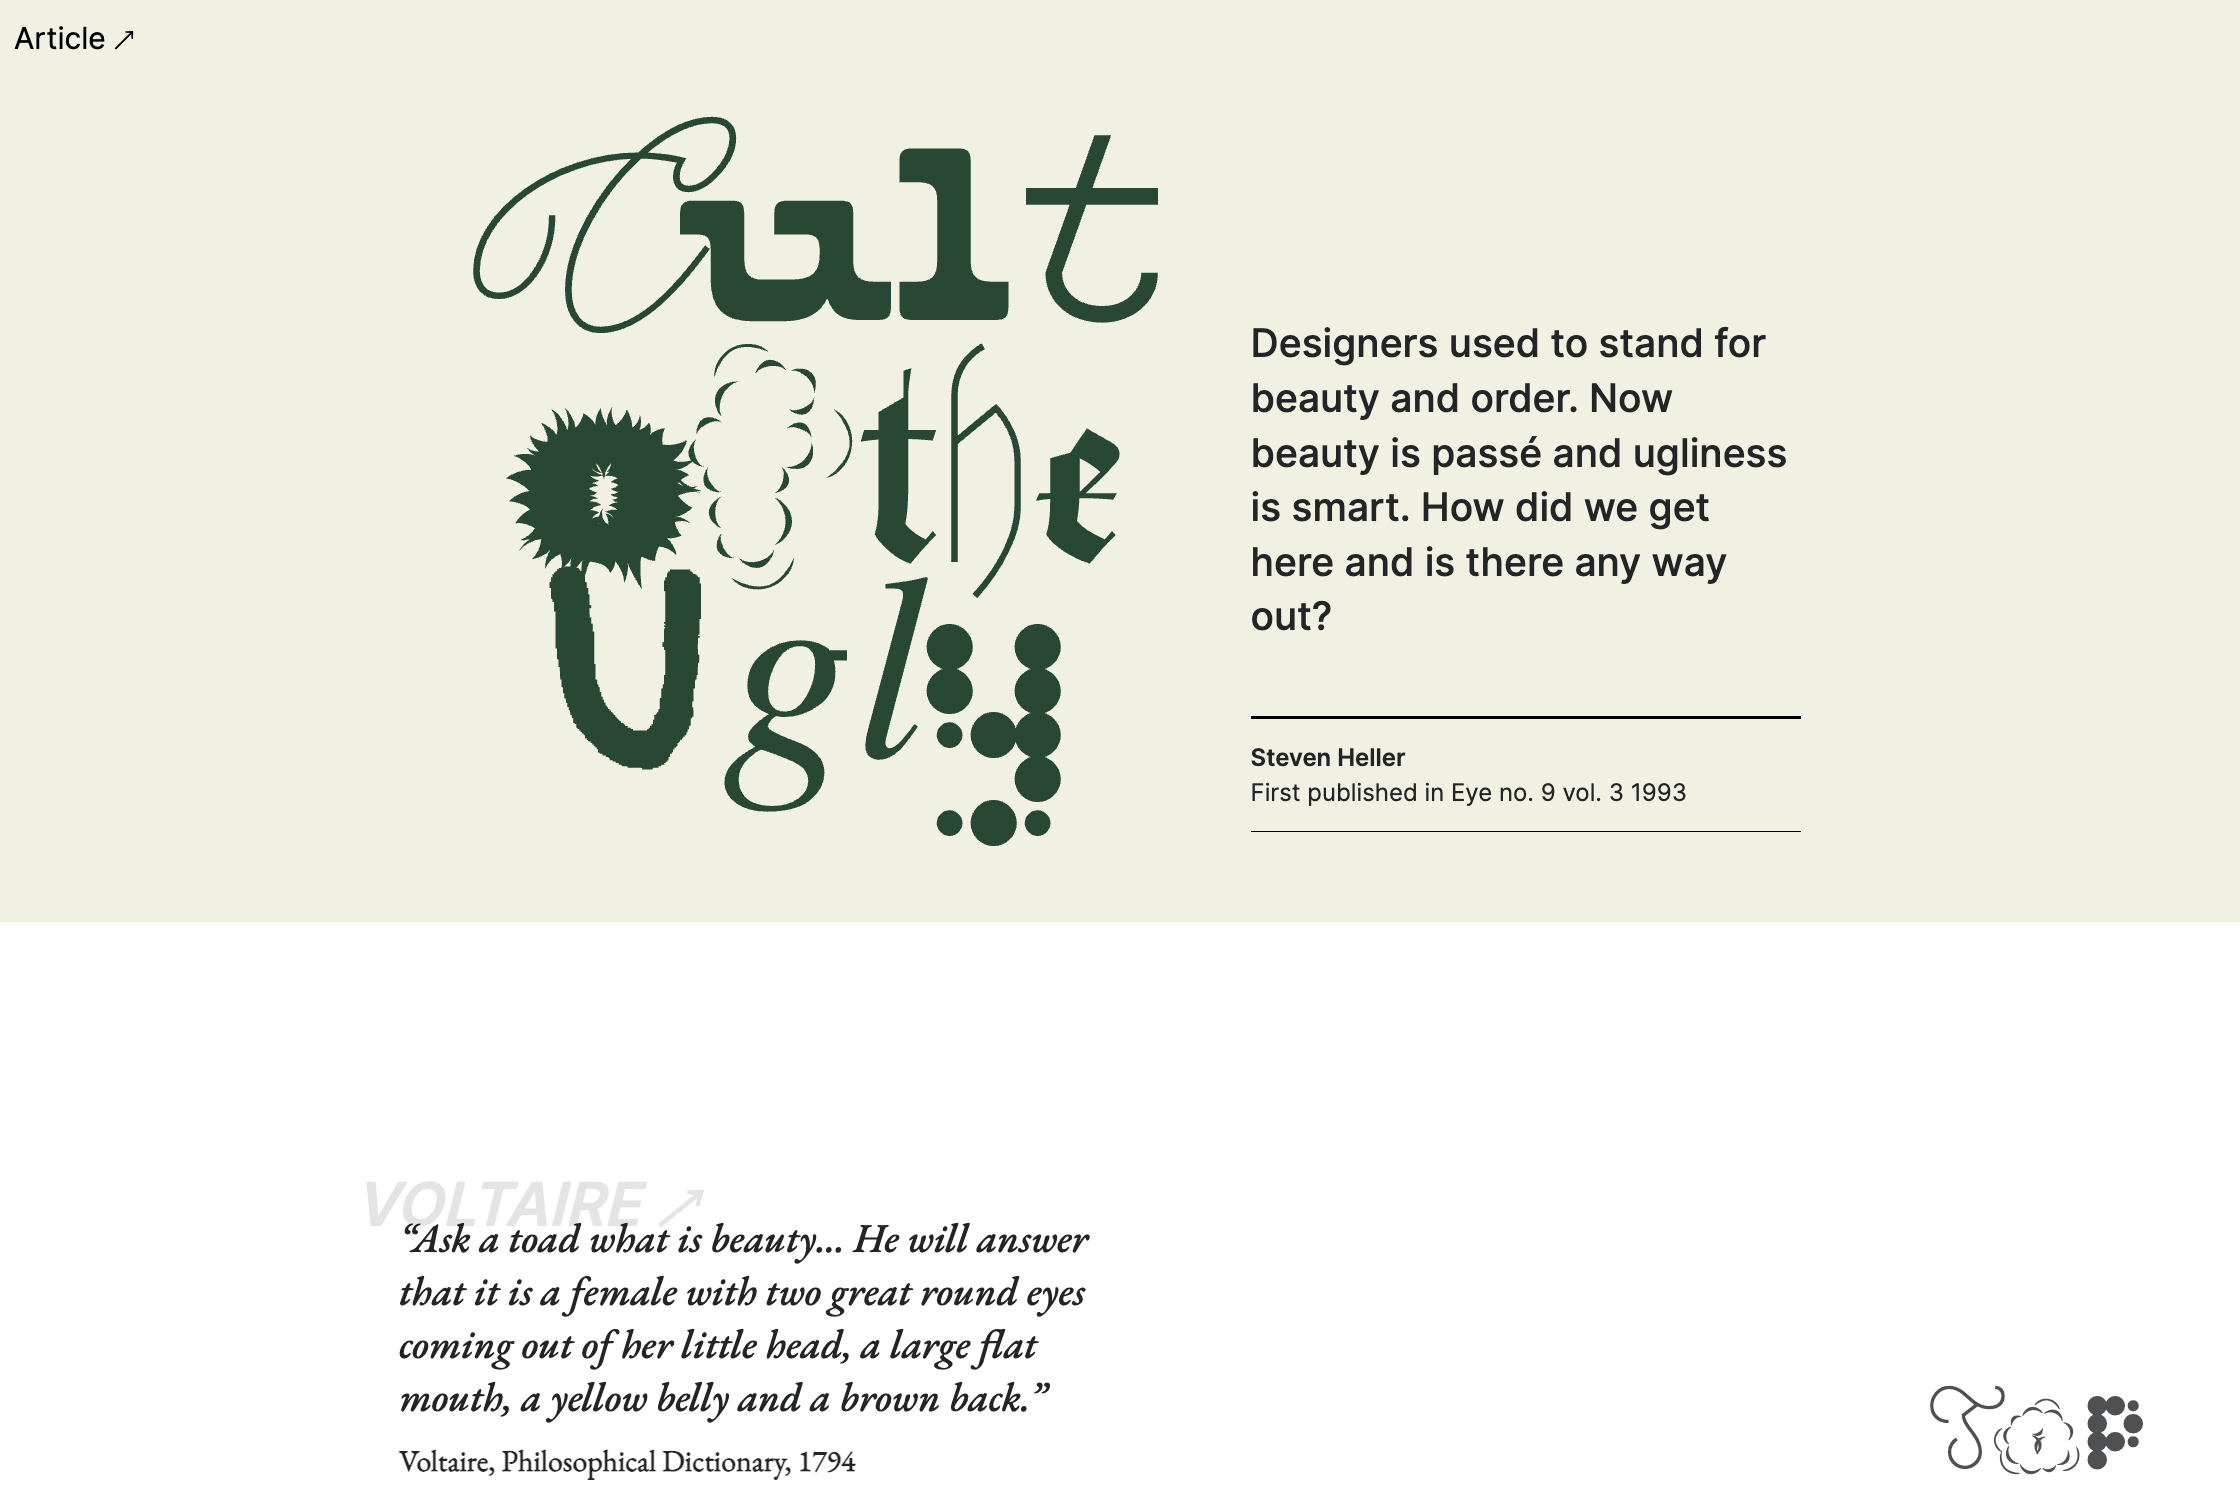 Article ↗
Cult
of the
Ugly
Designers used to stand for
beauty and order. Now
beauty is passé and ugliness
is smart. How did we get
here and is there any way
out?
Steven Heller
First published in Eye no. 9 vol. 3 1993
VOLTAIRE ↗
“Ask a toad what is beauty... He will answer
that it is a female with two great round eyes
coming out of her little head, a large flat
mouth, a yellow belly and a brown back.”
Voltaire, Philosophical Dictionary, 1794
ToP